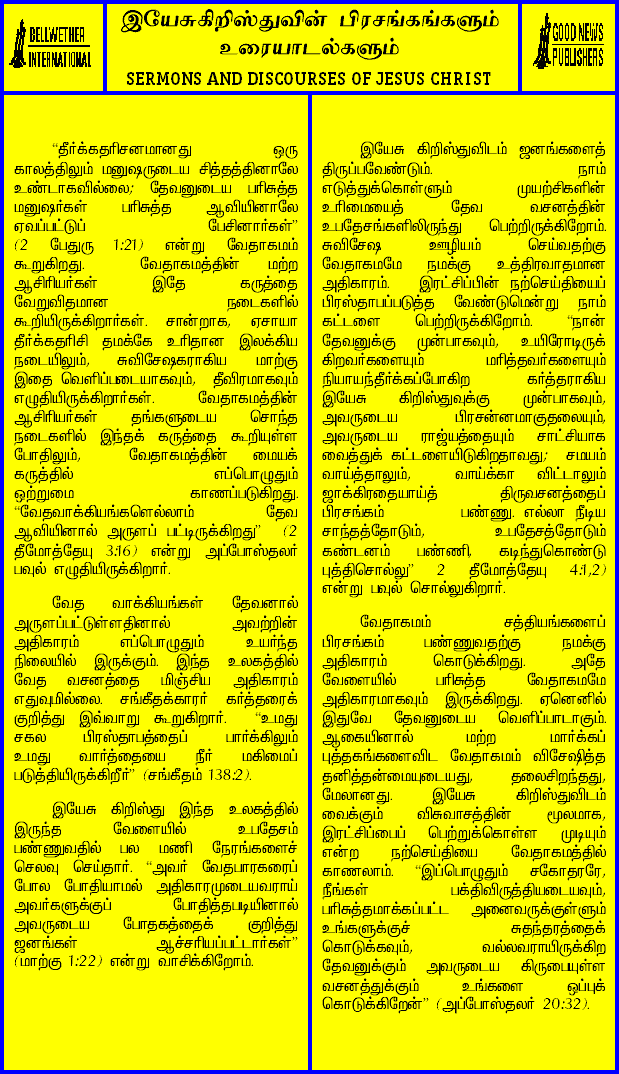 BELLWETHER
INTERNATIONAL
இயேசுகிறிஸ்துவின் பிரசங்கங்களும்
உரையாடல்களும்
SERMONS AND DISCOURSES OF JESUS CHRIST
GOOD NEWS
PUBLISHERS
“தீர்க்கதரிசனமானது ஒரு
காலத்திலும் மனுஷருடைய சித்தத்தினாலே
உண்டாகவில்லை; தேவனுடைய பரிசுத்த
மனுஷர்கள் பரிசுத்த ஆவியினாலே
ஏவப்பட்டுப் பேசினார்கள்”
(2 பேதுரு 1:21) என்று வேதாகமம்
கூறுகிறது. வேதாகமத்தின் மற்ற
ஆசிரியர்கள் இதே கருத்தை
வேறுவிதமான நடைகளில்
கூறியிருக்கிறார்கள். சான்றாக, ஏசாயா
தீர்க்கதரிசி தமக்கே உரிதான இலக்கிய
நடையிலும், சுவிசேஷகராகிய மாற்கு
இதை வெளிப்படையாகவும், தீவிரமாகவும்
எழுதியிருக்கிறார்கள். வேதாகமத்தின்
ஆசிரியர்கள் தங்களுடைய சொந்த
நடைகளில் இந்தக் கருத்தை கூறியுள்ள
போதிலும், வேதாகமத்தின் மையக்
கருத்தில் எப்பொழுதும்
ஒற்றுமை காணப்படுகிறது.
“வேதவாக்கியங்களெல்லாம் தேவ
ஆவியினால் அருளப் பட்டிருக்கிறது” (2
தீமோத்தேயு 3:16) என்று அப்போஸ்தலர்
பவுல் எழுதியிருக்கிறார்.
வேத வாக்கியங்கள் தேவனால்
அருளப்பட்டுள்ளதினால் அவற்றின்
அதிகாரம் எப்பொழுதும் உயர்ந்த
நிலையில் இருக்கும். இந்த உலகத்தில்
வேத வசனத்தை மிஞ்சிய அதிகாரம்
எதுவுமில்லை. சங்கீதக்காரர் கர்த்தரைக்
குறித்து இவ்வாறு கூறுகிறார். “உமது
சகல பிரஸ்தாபத்தைப் பார்க்கிலும்
உமது வார்த்தையை நீர் மகிமைப்
படுத்தியிருக்கிறீர்” (சங்கீதம் 138:2).
இயேசு கிறிஸ்து இந்த உலகத்தில்
இருந்த வேளையில் உபதேசம்
பண்ணுவதில் பல மணி நேரங்களைச்
செலவு செய்தார். “அவர் வேதபாரகரைப்
போல போதியாமல் அதிகாரமுடையவராய்
அவர்களுக்குப் போதித்தபடியினால்
அவருடைய போதகத்தைக் குறித்து
ஜனங்கள் ஆச்சரியப்பட்டார்கள்”
(மாற்கு 1:22) என்று வாசிக்கிறோம்.
இயேசு கிறிஸ்துவிடம் ஜனங்களைத்
திருப்பவேண்டும். நாம்
எடுத்துக்கொள்ளும் முயற்சிகளின்
உரிமையைத் தேவ வசனத்தின்
உபதேசங்களிலிருந்து பெற்றிருக்கிறோம்.
சுவிசேஷ ஊழியம் செய்வதற்கு
வேதாகமமே நமக்கு உத்திரவாதமான
அதிகாரம். இரட்சிப்பின் நற்செய்தியைப்
பிரஸ்தாபப்படுத்த வேண்டுமென்று நாம்
கட்டளை பெற்றிருக்கிறோம். “நான்
தேவனுக்கு முன்பாகவும், உயிரோடிருக்
கிறவர்களையும் மரித்தவர்களையும்
நியாயந்தீர்க்கப்போகிற கர்த்தராகிய
இயேசு கிறிஸ்துவுக்கு முன்பாகவும்,
அவருடைய பிரசன்னமாகுதலையும்,
அவருடைய ராஜ்யத்தையும் சாட்சியாக
வைத்துக் கட்டளையிடுகிறதாவது; சமயம்
வாய்த்தாலும், வாய்க்கா விட்டாலும்
ஜாக்கிரதையாய்த் திருவசனத்தைப்
பிரசங்கம் பண்ணு. எல்லா நீடிய
சாந்தத்தோடும், உபதேசத்தோடும்
கண்டனம் பண்ணி, கடிந்துகொண்டு
புத்திசொல்லு” 2 தீமோத்தேயு 4:1,2)
என்று பவுல் சொல்லுகிறார்.
வேதாகமம் சத்தியங்களைப்
பிரசங்கம் பண்ணுவதற்கு நமக்கு
அதிகாரம் கொடுக்கிறது. அதே
வேளையில் பரிசுத்த வேதாகமமே
அதிகாரமாகவும் இருக்கிறது. ஏனெனில்
இதுவே தேவனுடைய வெளிப்பாடாகும்.
ஆகையினால் மற்ற மார்க்கப்
புத்தகங்களைவிட வேதாகமம் விசேஷித்த
தனித்தன்மையுடையது, தலைசிறந்தது,
மேலானது. இயேசு கிறிஸ்துவிடம்
வைக்கும் விசுவாசத்தின் மூலமாக,
இரட்சிப்பைப் பெற்றுக்கொள்ள முடியும்
என்ற நற்செய்தியை வேதாகமத்தில்
காணலாம். “இப்பொழுதும் சகோதரரே,
நீங்கள் பக்திவிருத்தியடையவும்,
பரிசுத்தமாக்கப்பட்ட அனைவருக்குள்ளும்
உங்களுக்குச் சுதந்தரத்தைக்
கொடுக்கவும், வல்லவராயிருக்கிற
தேவனுக்கும் அவருடைய கிருபையுள்ள
வசனத்துக்கும் உங்களை ஒப்புக்
கொடுக்கிறேன்” (அப்போஸ்தலர் 20:32).